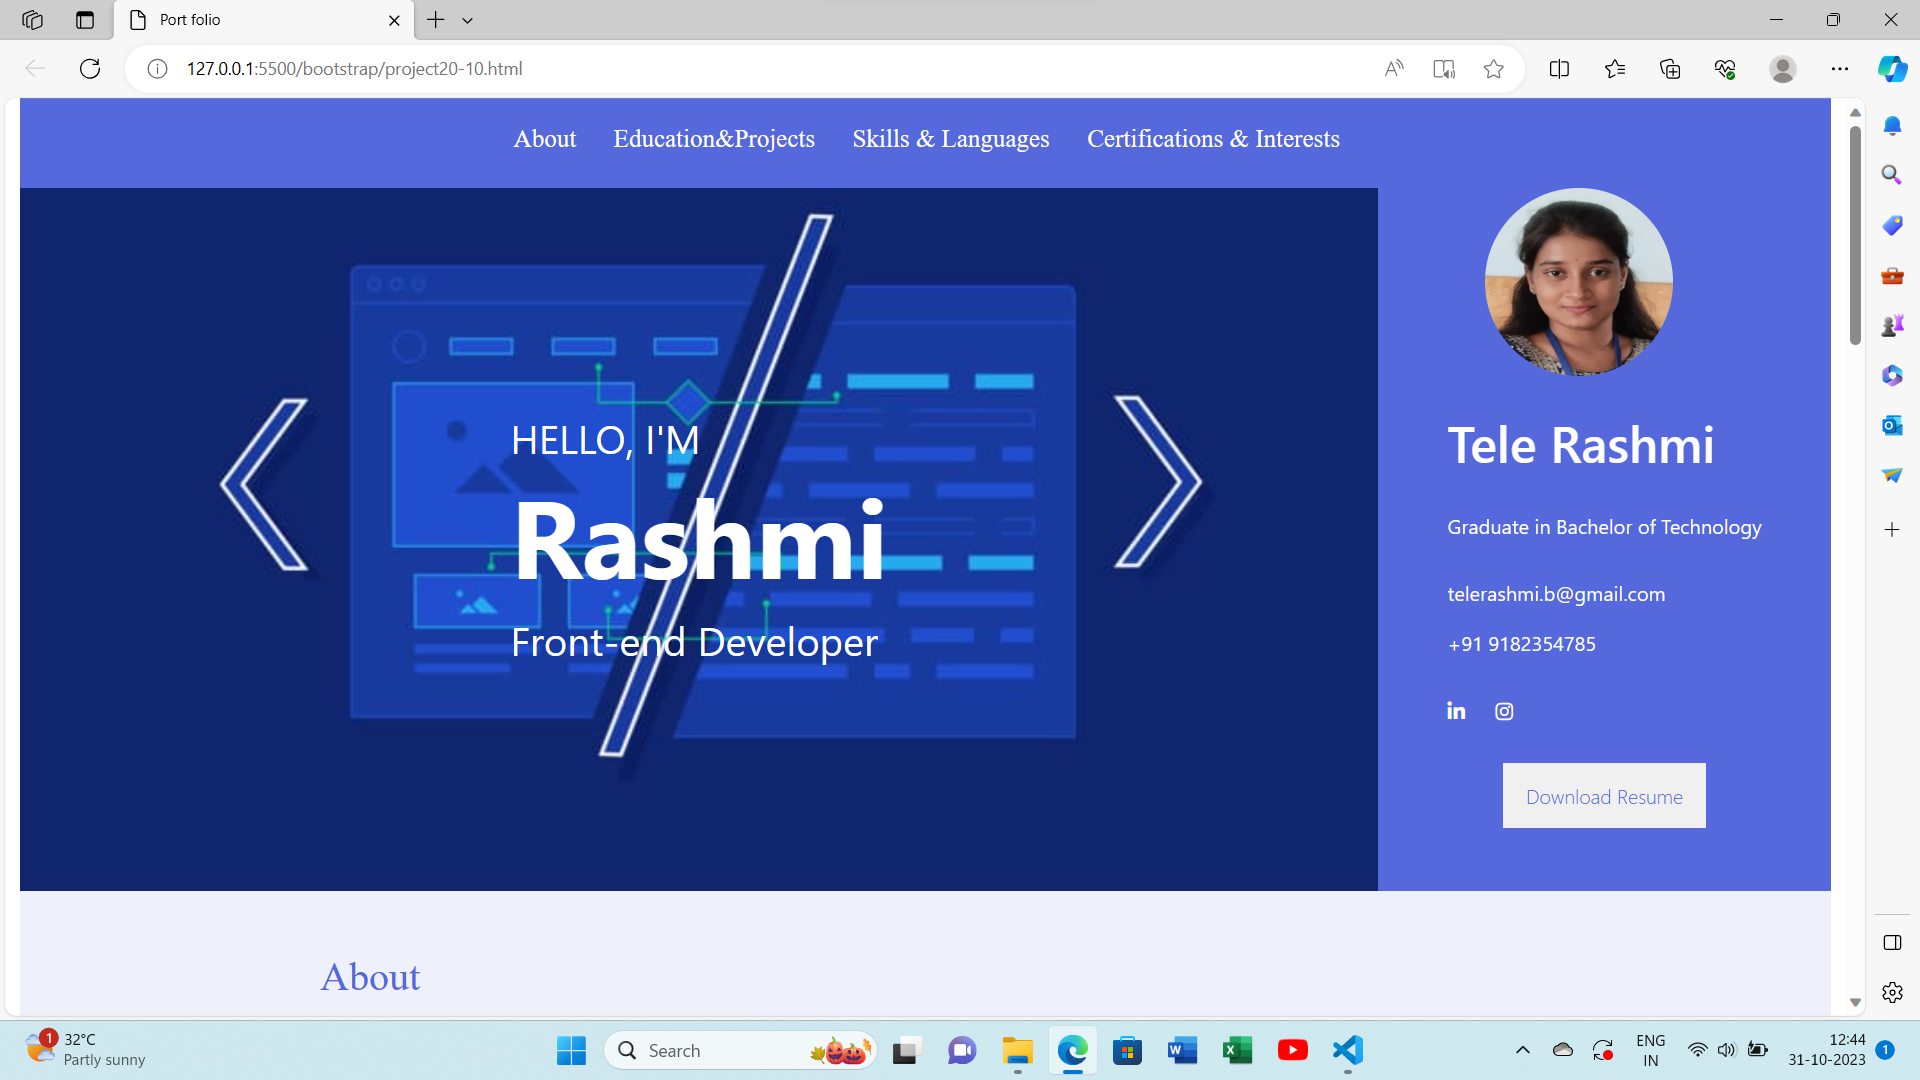 Port folio
127.0.0.1:5500/bootstrap/project20-10.html
About Education&Projects Skills & Languages Certifications & Interests
HELLO, I'M
Rashmi
Front-end Developer
Tele Rashmi
Graduate in Bachelor of Technology
telerashmi.b@gmail.com
+91 9182354785
Download Resume
About
1
32°C
Partly sunny
Search
ENG
IN
12:44
31-10-2023
1